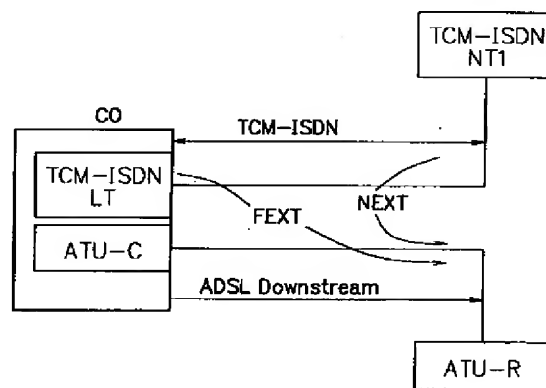 TCM-ISDN
NT1
CO
TCM-ISDN
TCM-ISDN
LT
FEXT
NEXT
ATU-C
ADSL Downstream
ATU-R